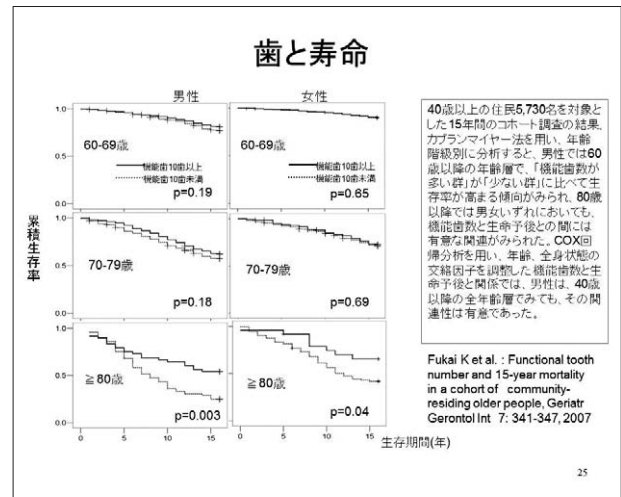 歯と寿命
男性
女性
累積生存率
1.0
0.5
0.0
60-69歳
機能歯10歯以上
機能歯10歯未満
p=0.19
60-69歳
機能歯10歯以上
機能歯10歯未満
p=0.65
1.0
0.5
0.0
70-79歳
p=0.18
70-79歳
p=0.69
1.0
0.5
0.0
≧80歳
p=0.003
≧80歳
p=0.04
0 5 10 15
0 5 10 15
生存期間(年)
40歳以上の住民5,730名を対象と
した15年間のコホート調査の結果、
カプランマイヤー法を用い、年齢
階級別に分析すると、男性では60
歳以降の年齢層で、「機能歯数が
多い群」が「少ない群」に比べて生
存率が高まる傾向がみられ、80歳
以降では男女いずれにおいても、
機能歯数と生命予後との間には
有意な関連がみられた。COX回
帰分析を用い、年齢、全身状態の
交絡因子を調整した機能歯数と生
命予後と関係では、男性は、40歳
以降の全年齢層でみても、その関
連性は有意であった。
Fukai K et al. : Functional tooth
number and 15-year mortality
in a cohort of community-
residing older people, Geriatr
Gerontol Int 7: 341-347, 2007
25